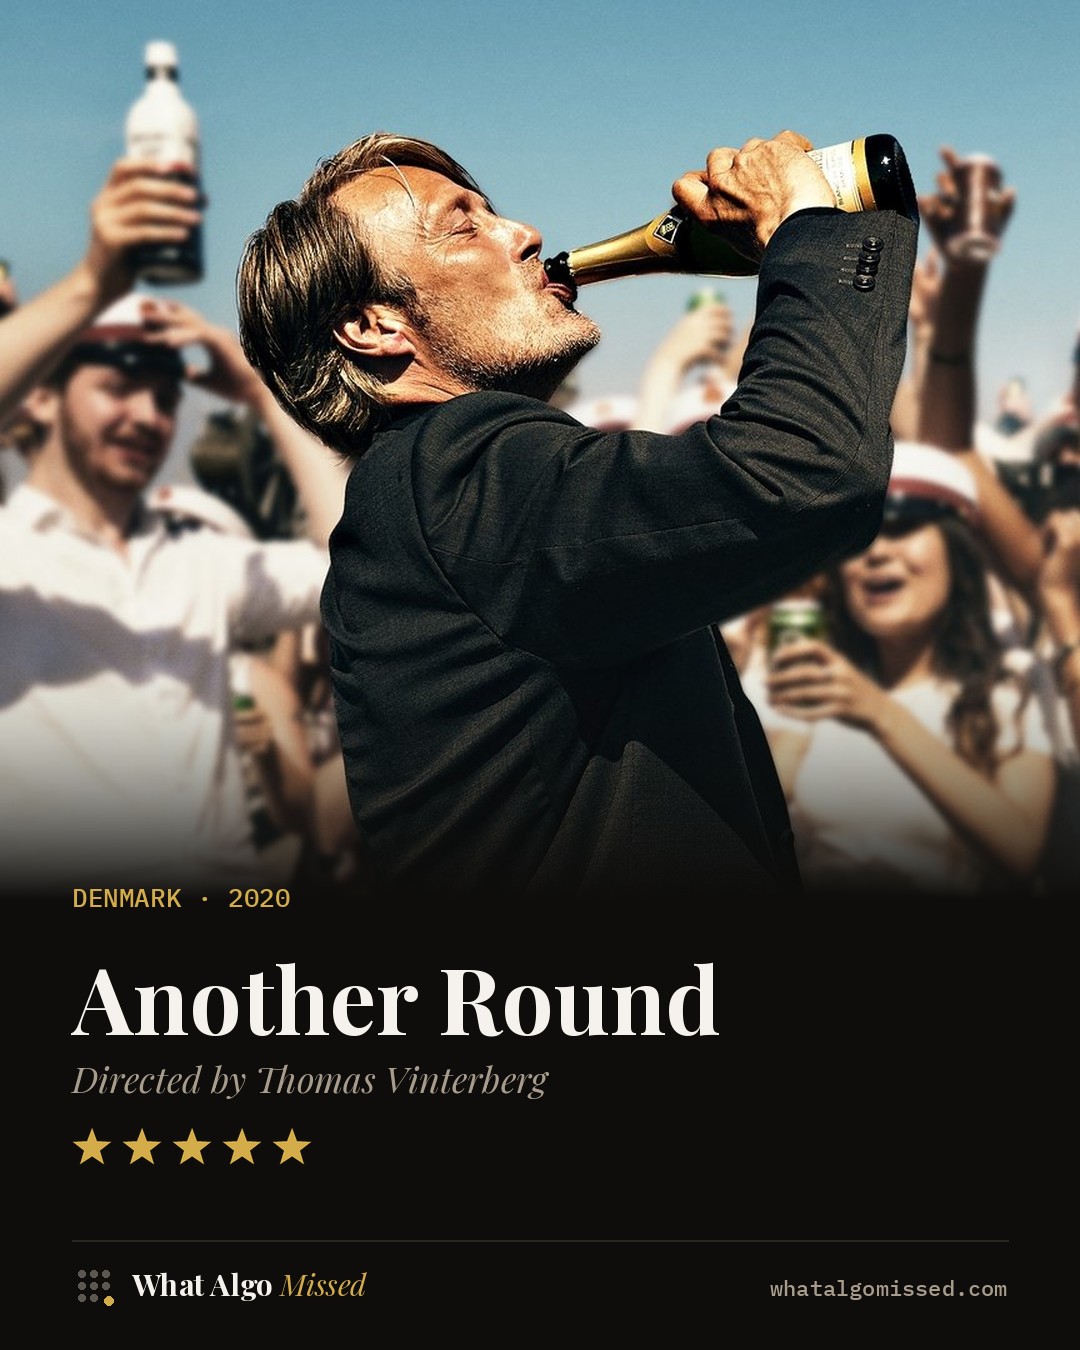 DENMARK · 2020
Another Round
Directed by Thomas Vinterberg
What Algo Missed
whatalgomissed.com